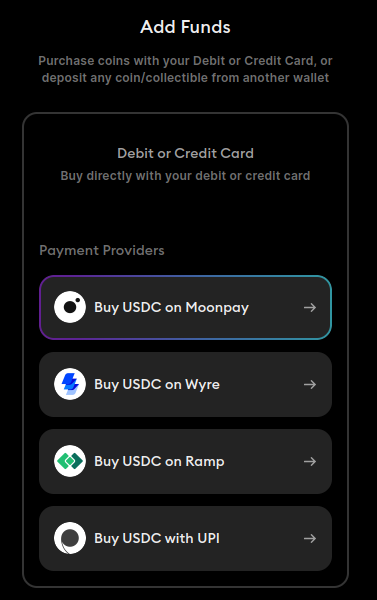 Add Funds
Purchase coins with your Debit or Credit Card, or
deposit any coin/collectible from another wallet
Debit or Credit Card
Buy directly with your debit or credit card
Payment Providers
Buy USDC on Moonpay
Buy USDC on Wyre
Buy USDC on Ramp
Buy USDC with UPI